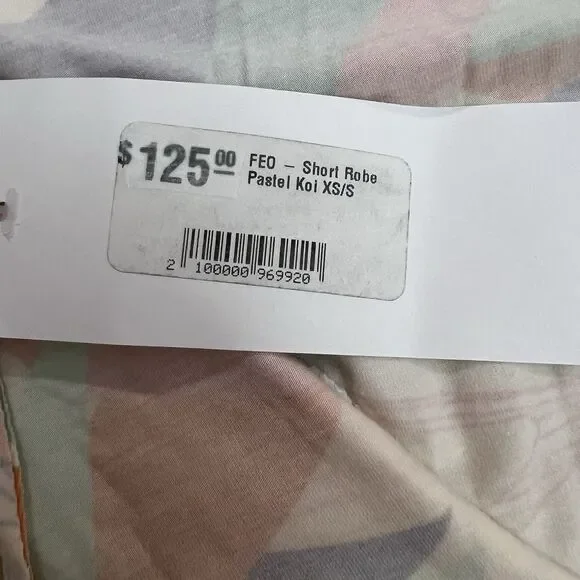 $125.00 FEO – Short Robe
Pastel Koi XS/S
2 100000 969920